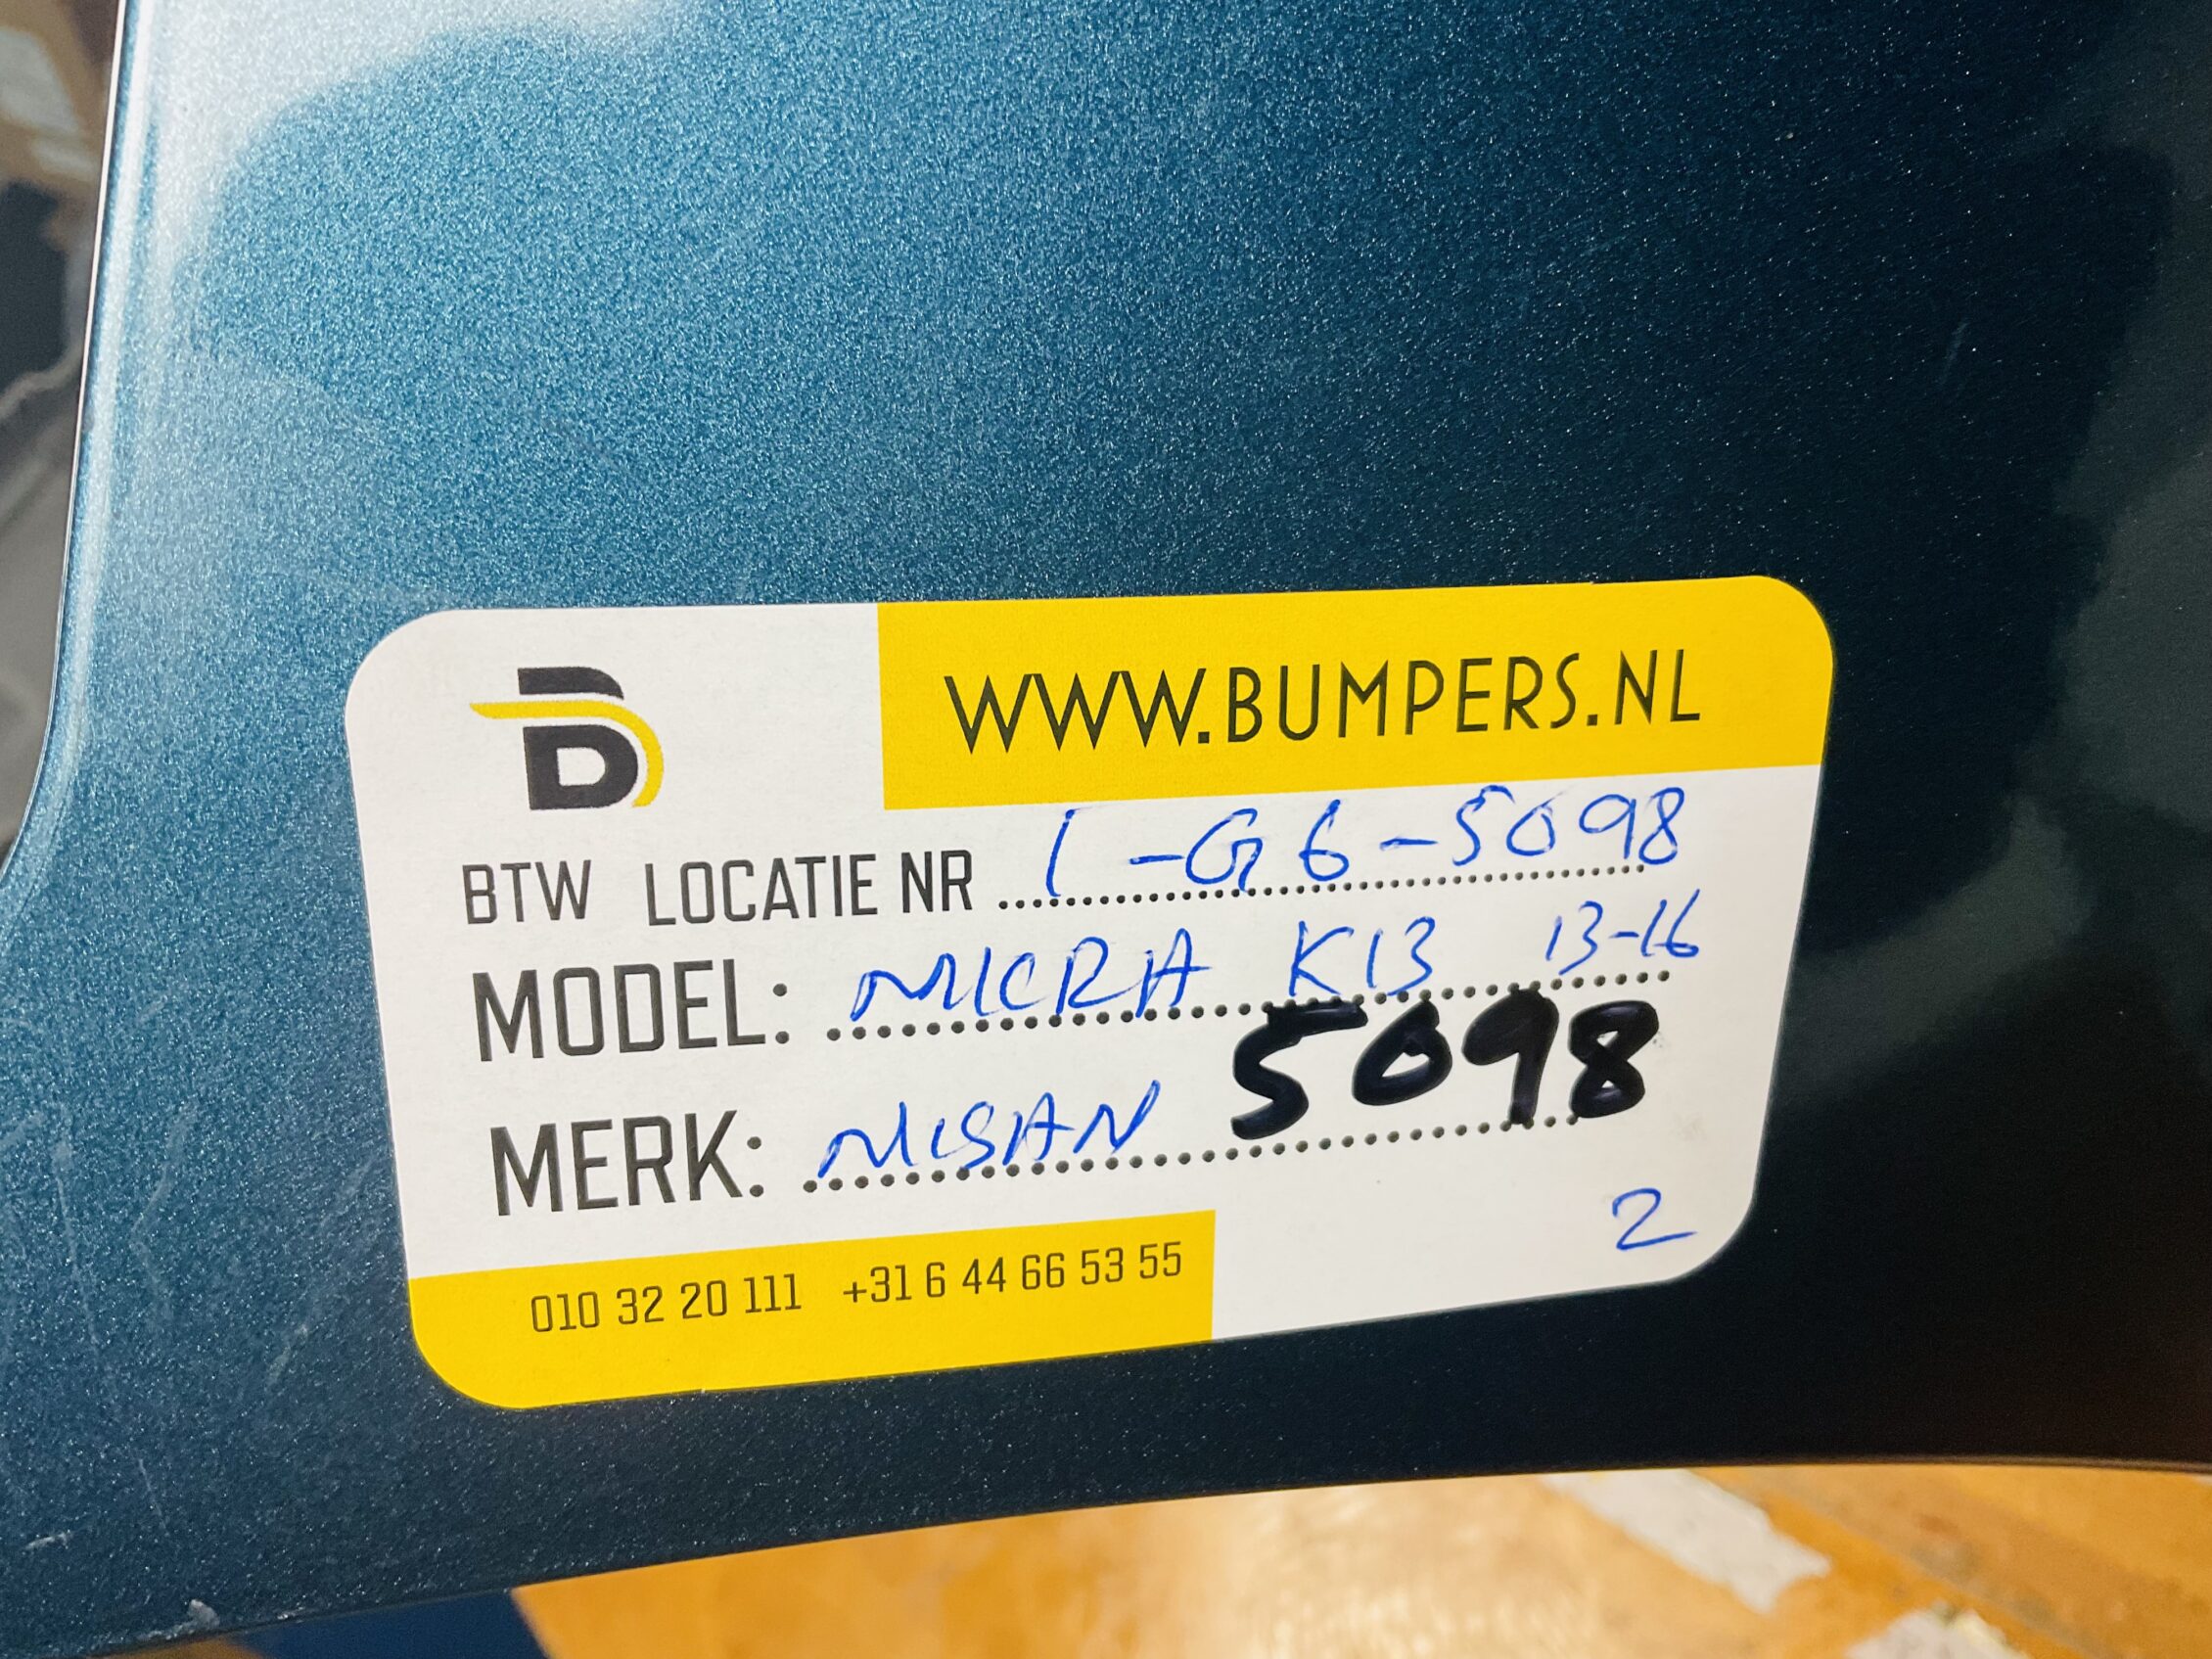 WWW.BUMPERS.NL
BTW LOCATIE NR 1-G6-5098
MODEL: MICRA K13 13-16
MERK: NISAN 5098
2
010 32 20 111 +31 6 44 66 53 55